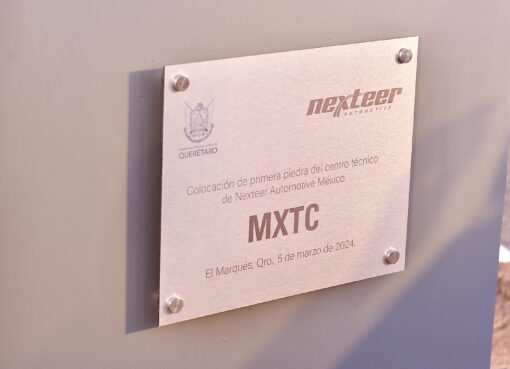 nexteer
AUTOMOTIVE
QUERÉTARO
Colocación de primera piedra del centro técnico
de Nexteer Automotive México.
MXTC
El Marqués, Qro., 5 de marzo de 2024.